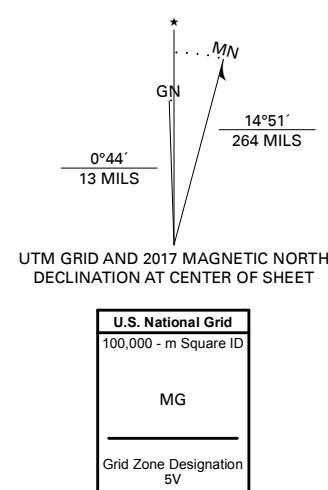 ★
MN
GN
14°51´
264 MILS
0°44´
13 MILS
UTM GRID AND 2017 MAGNETIC NORTH
DECLINATION AT CENTER OF SHEET
U.S. National Grid
100,000 - m Square ID
MG
Grid Zone Designation
5V